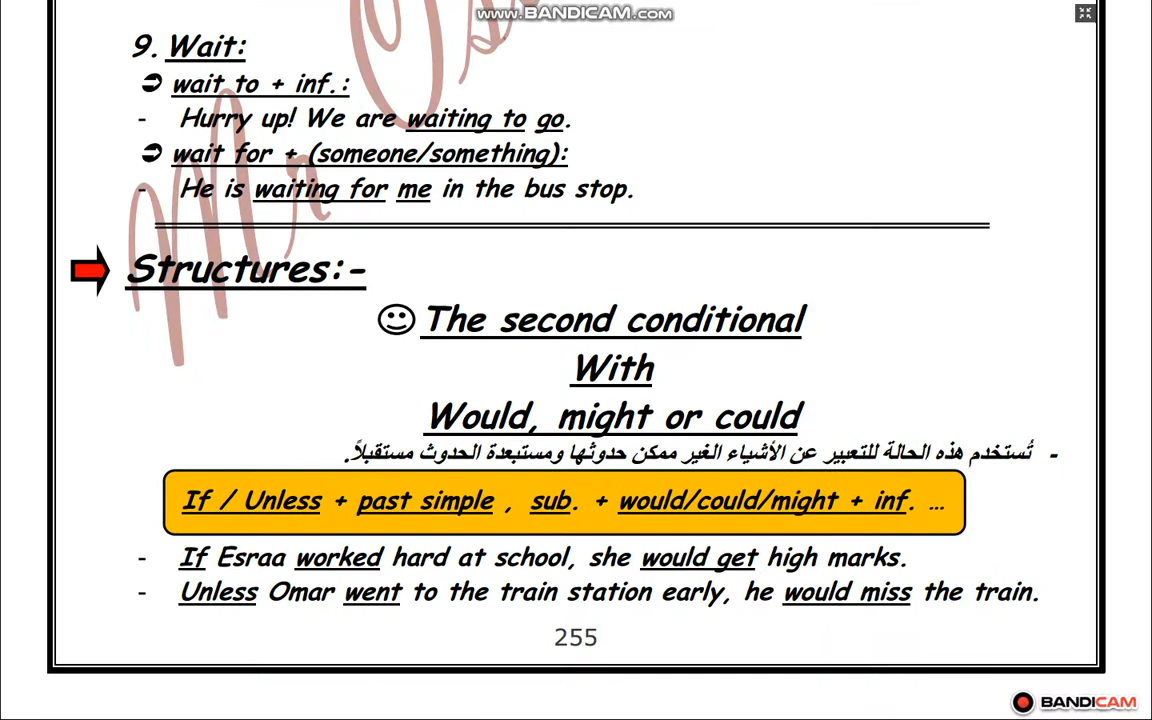 www.BANDICAM.com
9. Wait:
➲ wait to + inf.:
- Hurry up! We are waiting to go.
➲ wait for + (someone/something):
- He is waiting for me in the bus stop.
Structures:-
☺ The second conditional
With
Would, might or could
- تُستخدم هذه الحالة للتعبير عن الأشياء الغير ممكن حدوثها ومستبعدة الحدوث مستقبلاً.
If / Unless + past simple , sub. + would/could/might + inf. …
- If Esraa worked hard at school, she would get high marks.
- Unless Omar went to the train station early, he would miss the train.
255
BANDICAM